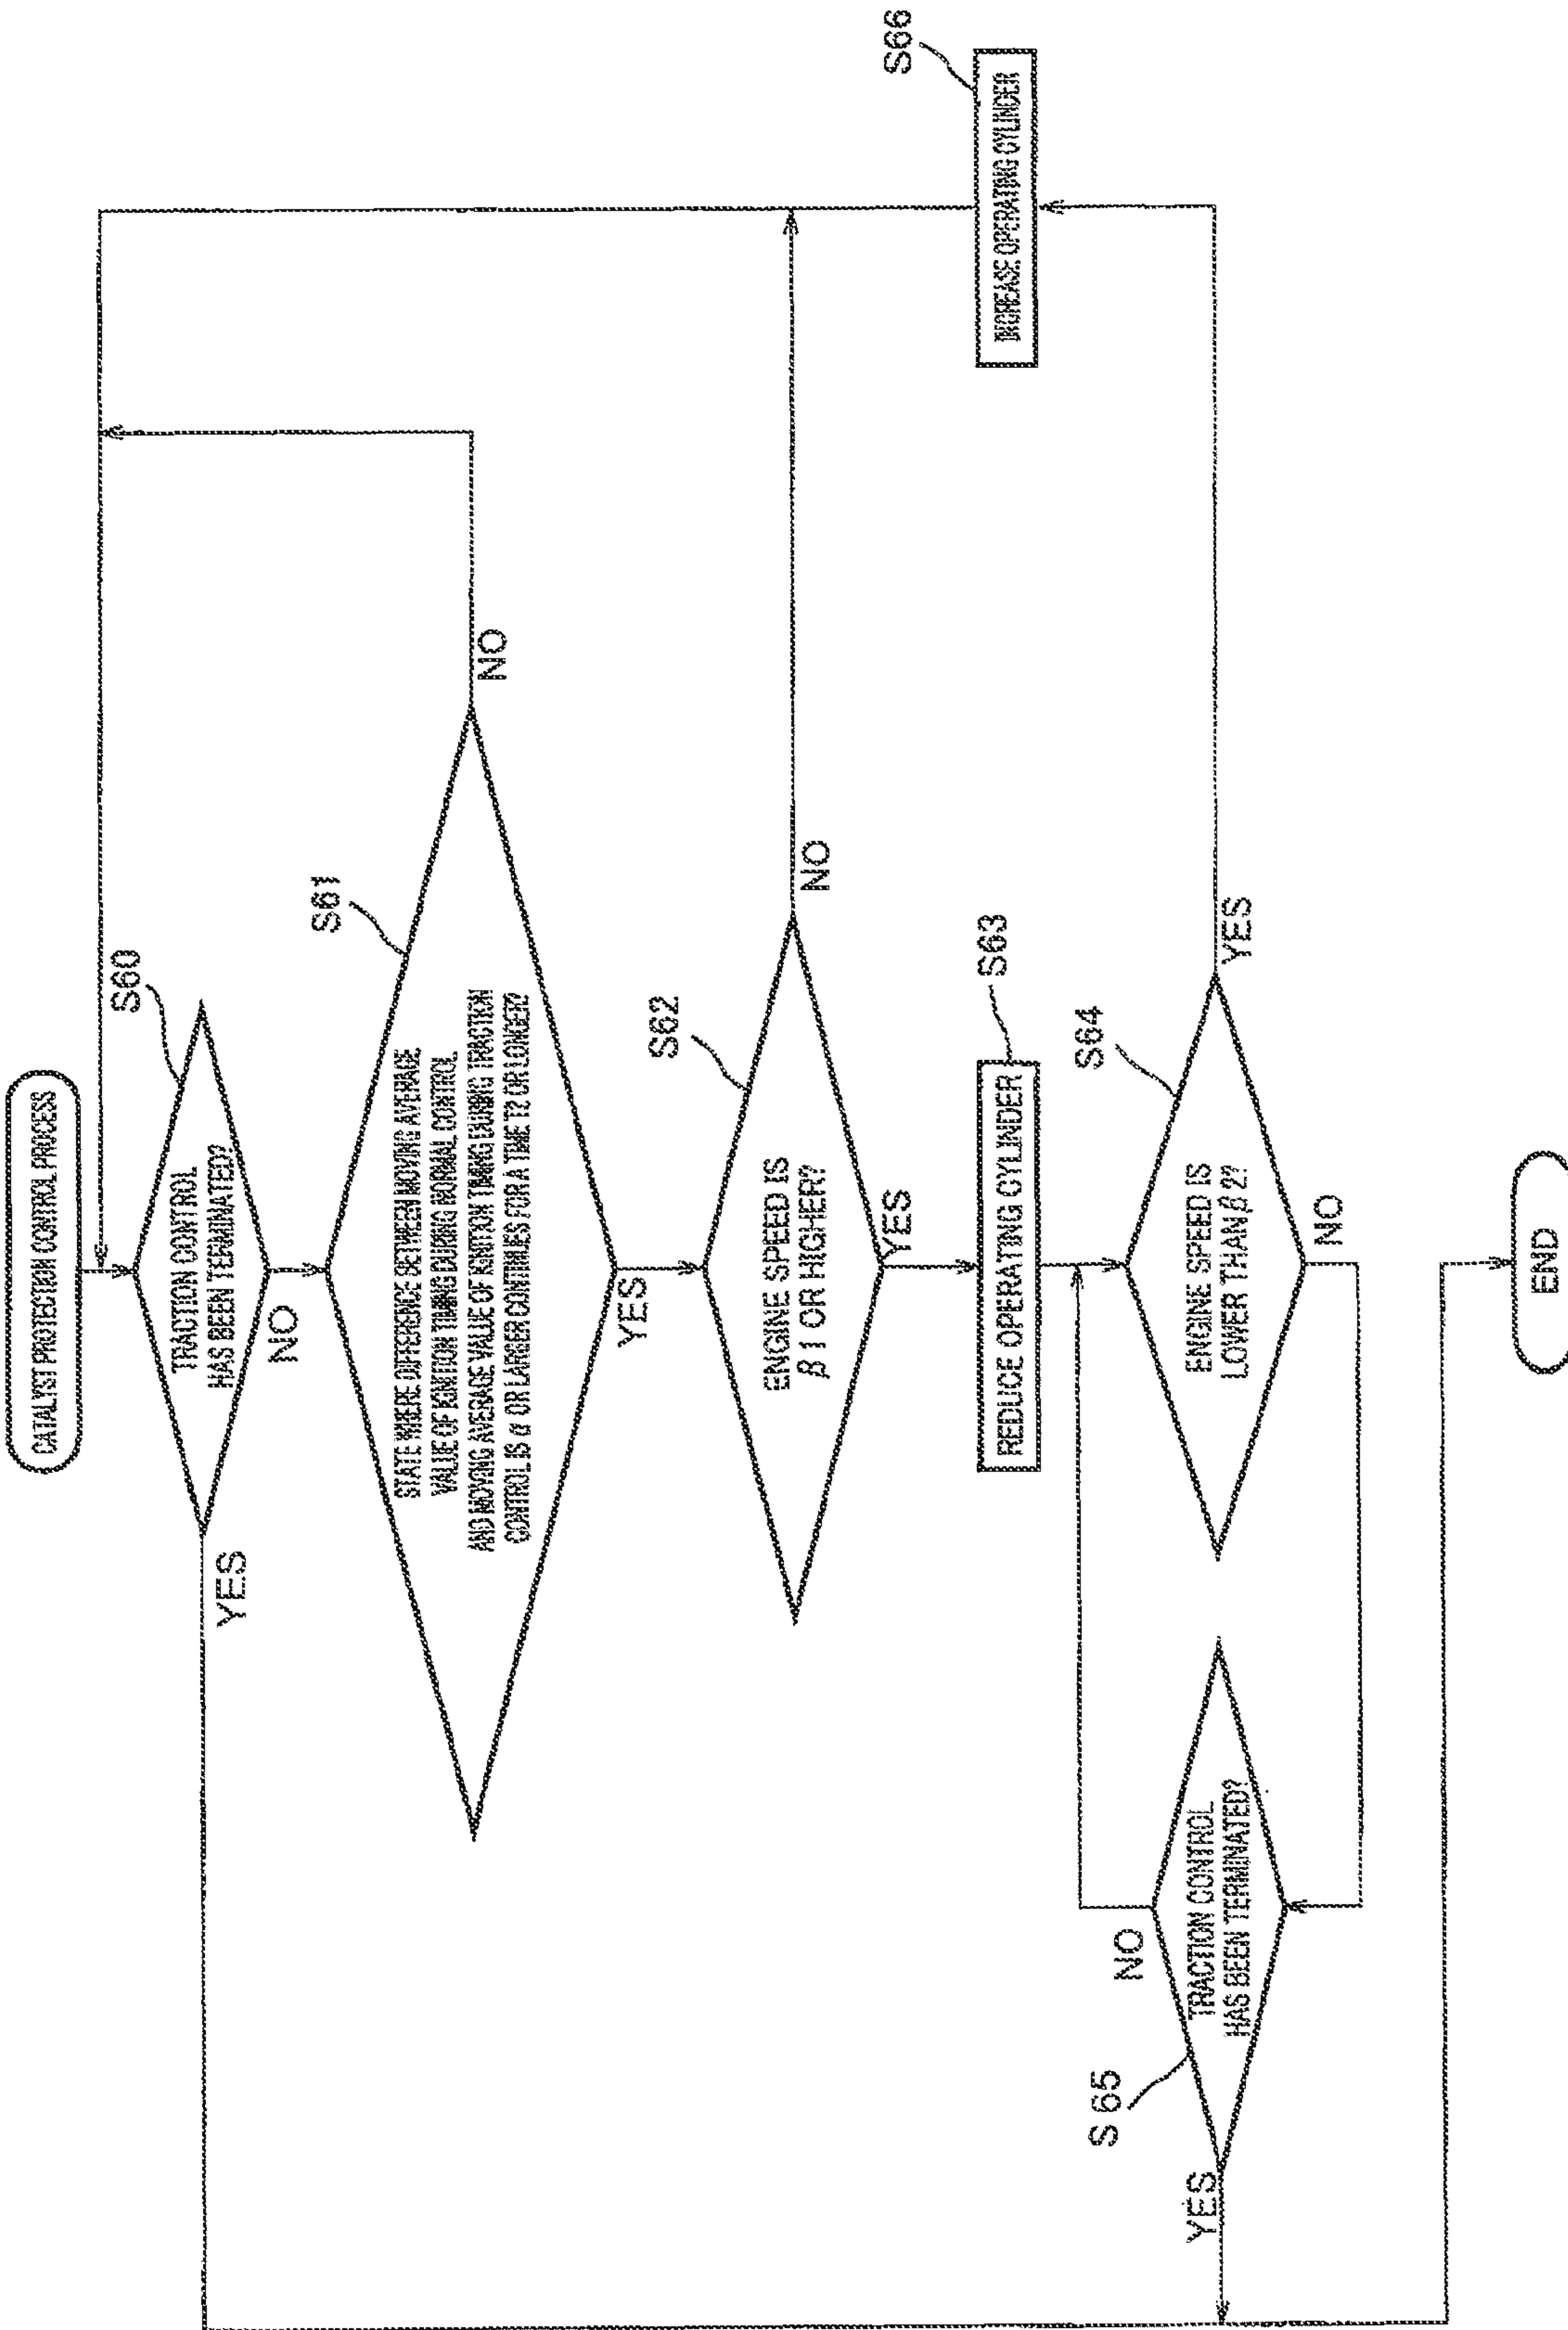 CATALYST PROTECTION CONTROL PROCESS
S60
TRACTION CONTROL
HAS BEEN TERMINATED?
YES
NO
S61
STATE WHERE DIFFERENCE BETWEEN MOVING AVERAGE
VALUE OF IGNITION TIMING DURING NORMAL CONTROL
AND MOVING AVERAGE VALUE OF IGNITION TIMING DURING TRACTION
CONTROL IS α OR LARGER CONTINUES FOR A TIME T2 OR LONGER?
NO
YES
S62
ENGINE SPEED IS
β 1 OR HIGHER?
NO
YES
S63
REDUCE OPERATING CYLINDER
S64
ENGINE SPEED IS
LOWER THAN β 2?
YES
NO
S66
INCREASE OPERATING CYLINDER
S 65
TRACTION CONTROL
HAS BEEN TERMINATED?
NO
YES
END